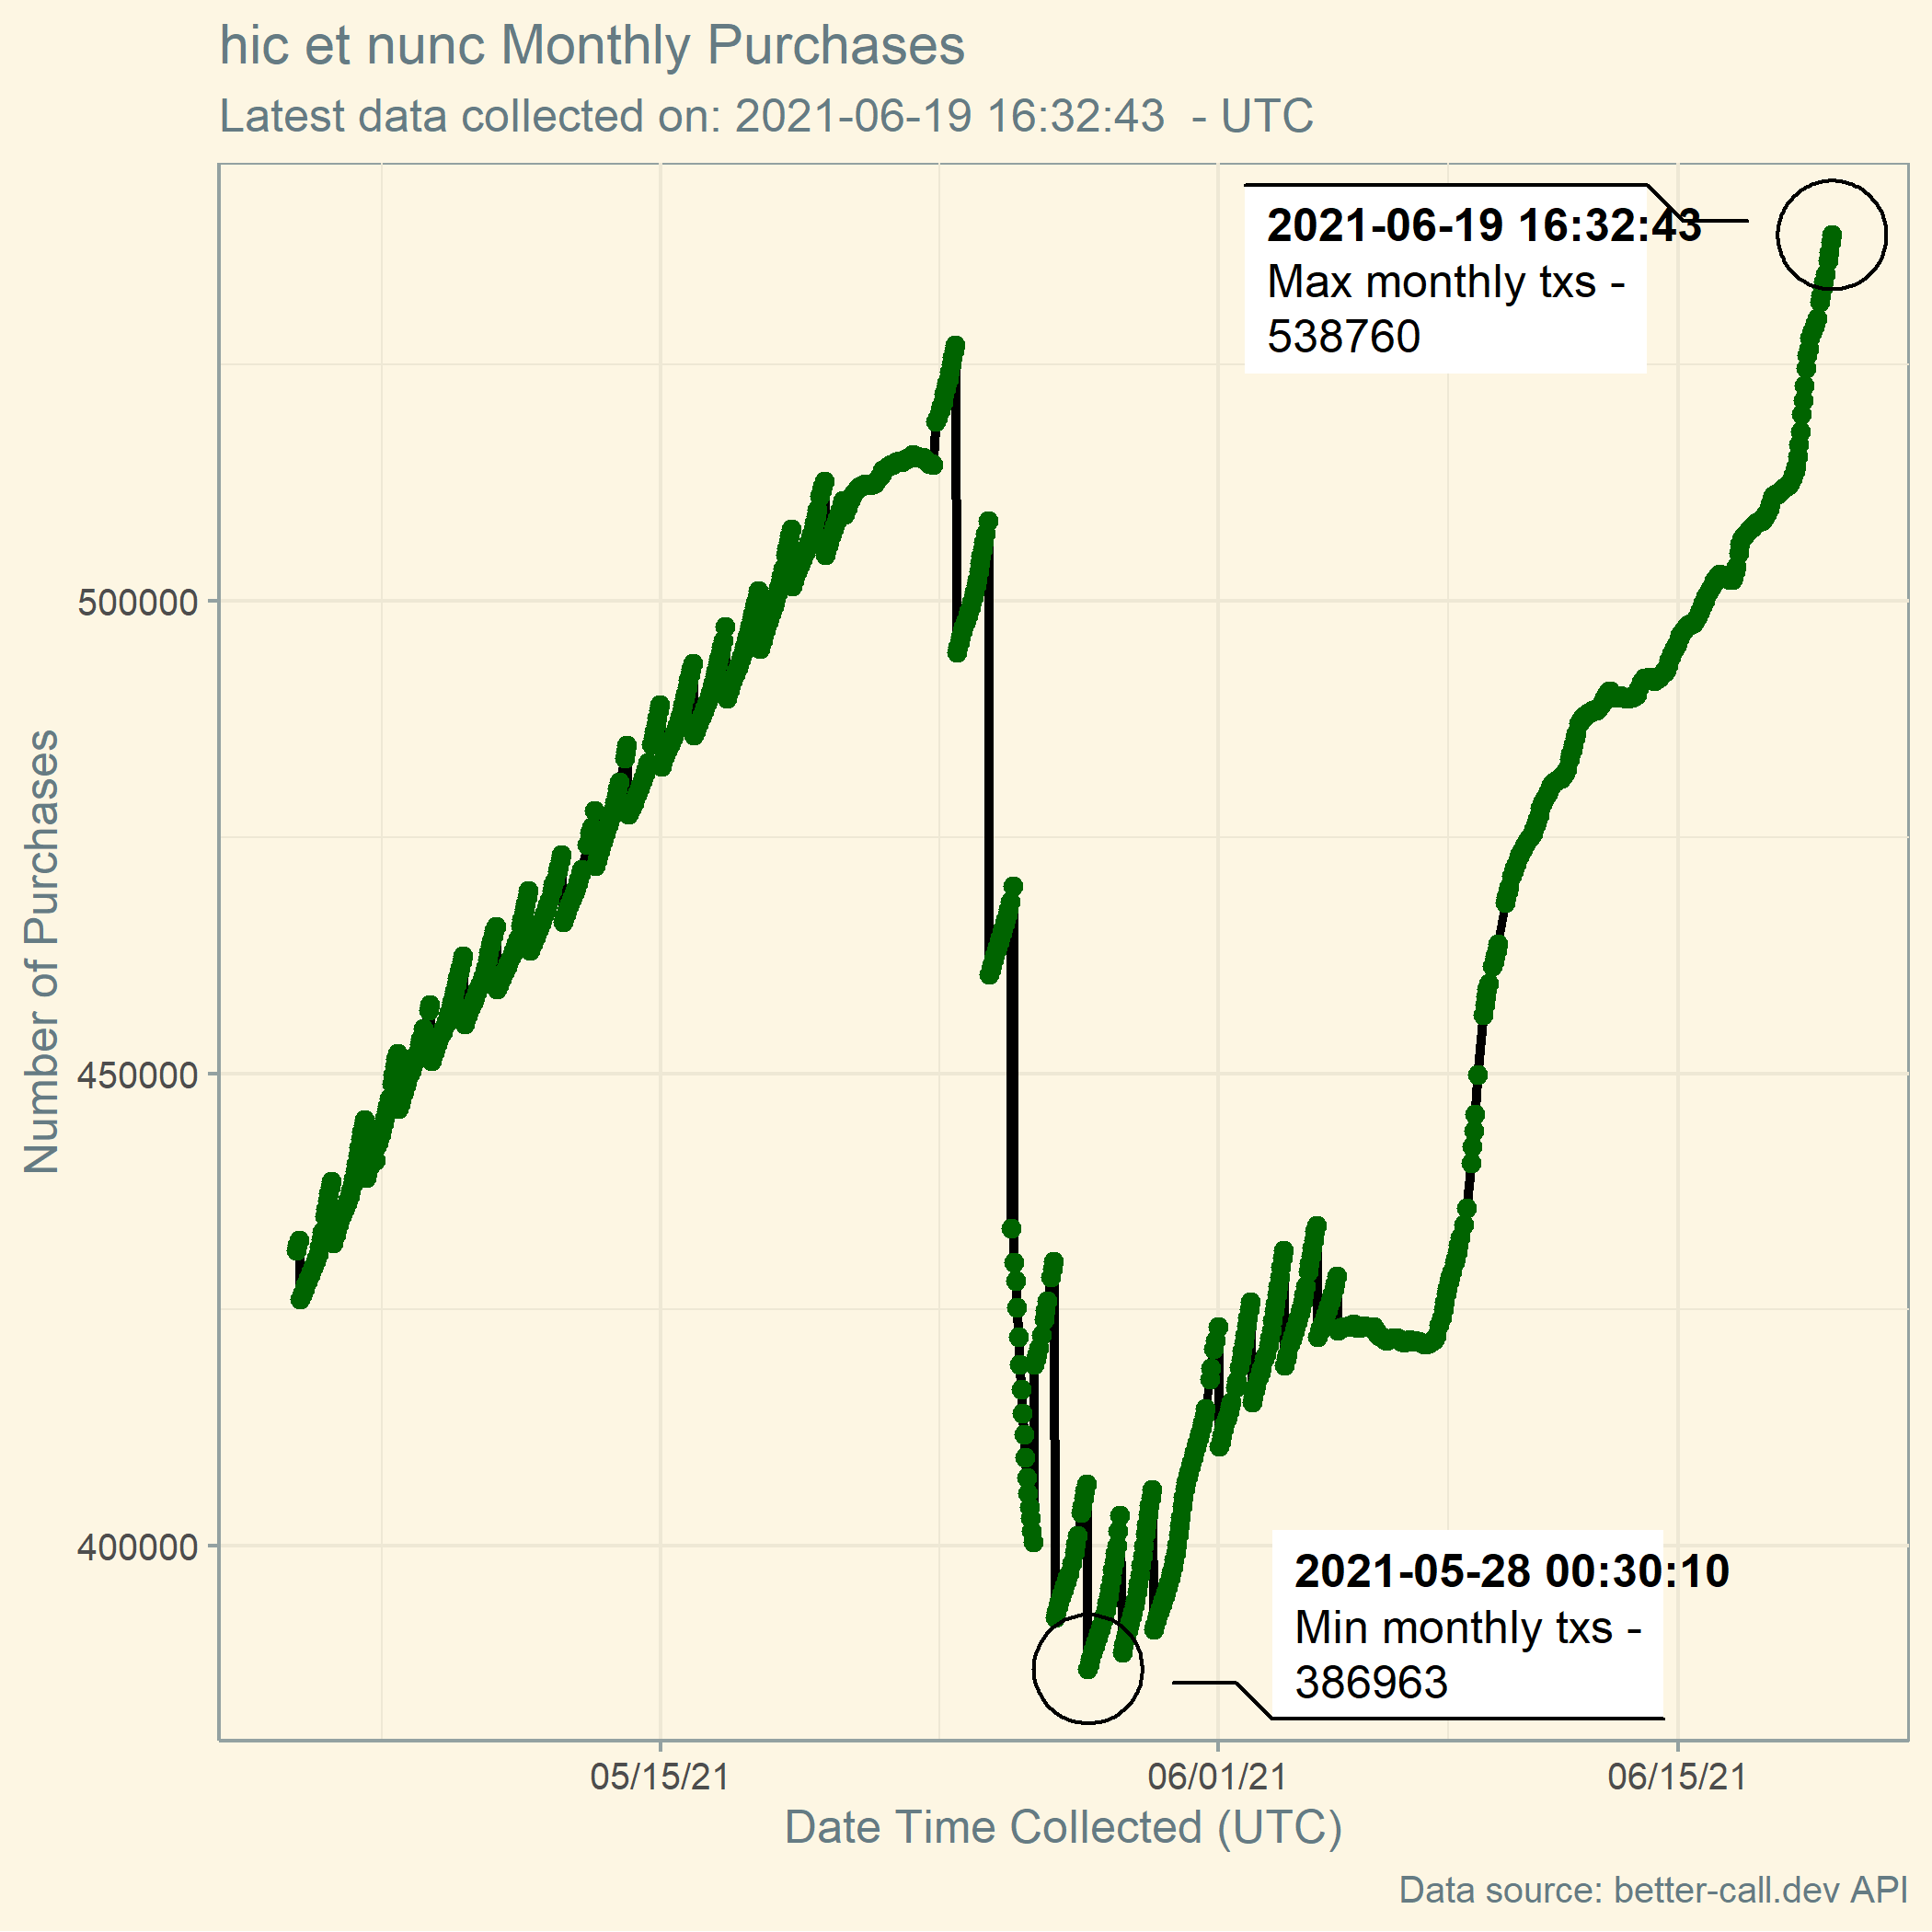 hic et nunc Monthly Purchases
Latest data collected on: 2021-06-19 16:32:43  - UTC
2021-06-19 16:32:43
Max monthly txs -
538760
Number of Purchases
500000
450000
400000
2021-05-28 00:30:10
Min monthly txs -
386963
05/15/21
06/01/21
06/15/21
Date Time Collected (UTC)
Data source: better-call.dev API